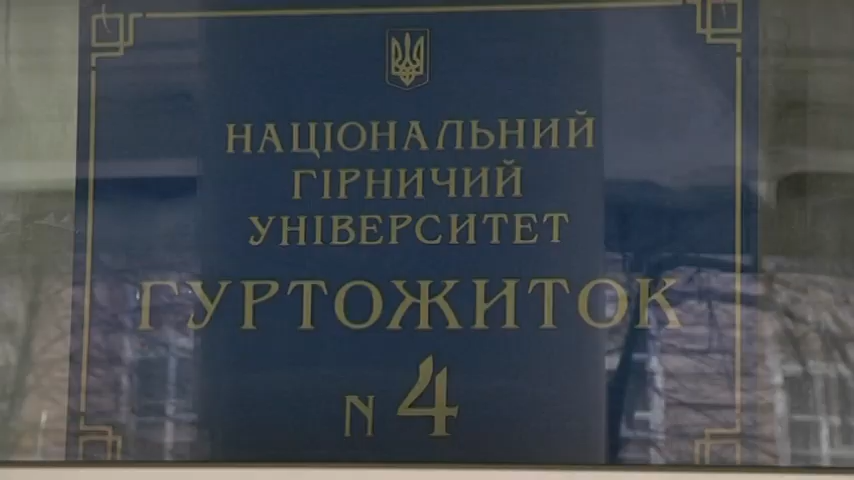 НАЦІОНАЛЬНИЙ
ГІРНИЧИЙ
УНІВЕРСИТЕТ
ГУРТОЖИТОК
N 4